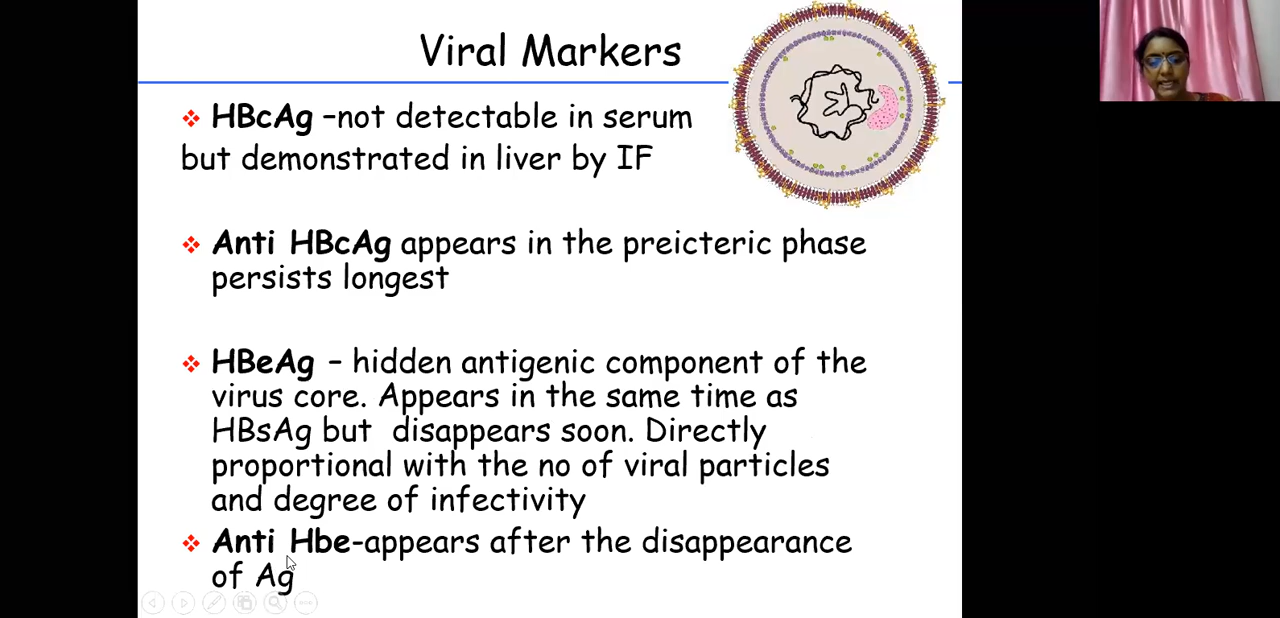 Viral Markers
❖ HBcAg –not detectable in serum
but demonstrated in liver by IF
❖ Anti HBcAg appears in the preicteric phase
persists longest
❖ HBeAg – hidden antigenic component of the
virus core. Appears in the same time as
HBsAg but disappears soon. Directly
proportional with the no of viral particles
and degree of infectivity
❖ Anti Hbe-appears after the disappearance
of Ag